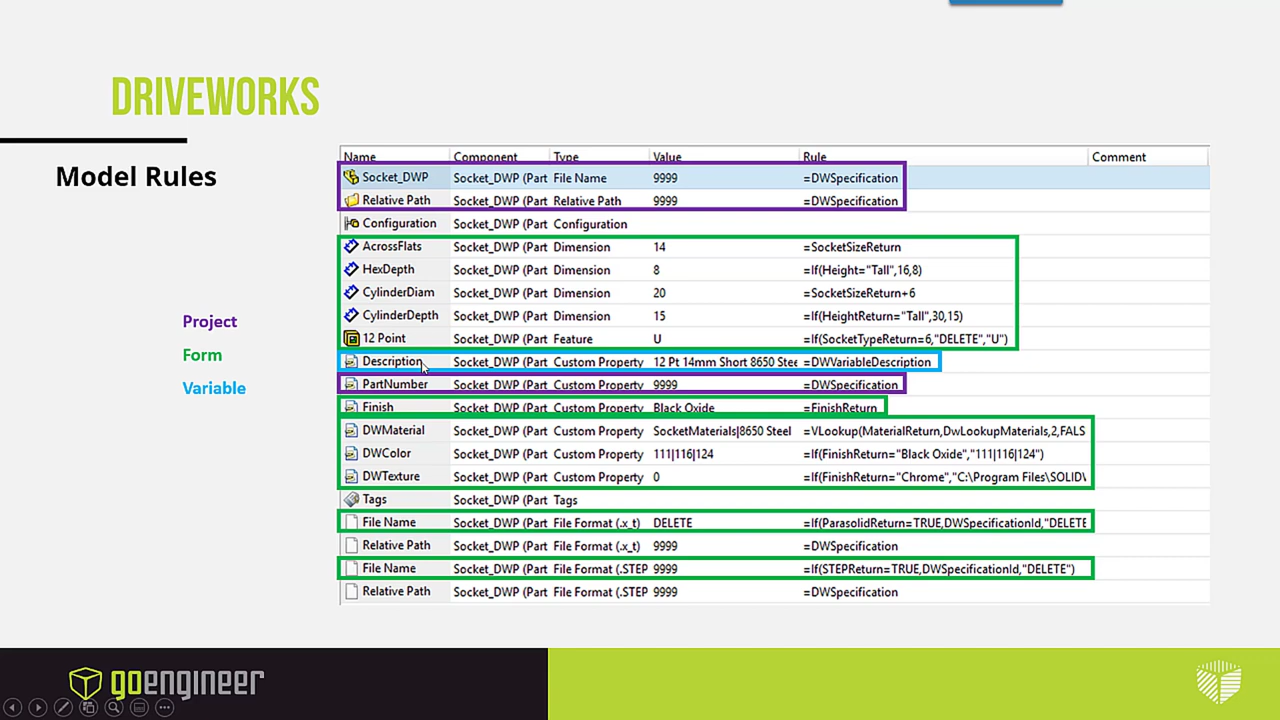 DRIVEWORKS
Model Rules
Project
Form
Variable
Name Component Type Value Rule Comment
Socket_DWP Socket_DWP (Part File Name 9999 =DWSpecification
Relative Path Socket_DWP (Part Relative Path 9999 =DWSpecification
Configuration Socket_DWP (Part Configuration
AcrossFlats Socket_DWP (Part Dimension 14 =SocketSizeReturn
HexDepth Socket_DWP (Part Dimension 8 =If(Height="Tall",16,8)
CylinderDiam Socket_DWP (Part Dimension 20 =SocketSizeReturn+6
CylinderDepth Socket_DWP (Part Dimension 15 =If(HeightReturn="Tall",30,15)
12 Point Socket_DWP (Part Feature U =If(SocketTypeReturn=6,"DELETE","U")
Description Socket_DWP (Part Custom Property 12 Pt 14mm Short 8650 Stee =DWVariableDescription
PartNumber Socket_DWP (Part Custom Property 9999 =DWSpecification
Finish Socket_DWP (Part Custom Property Black Oxide =FinishReturn
DWMaterial Socket_DWP (Part Custom Property SocketMaterials|8650 Steel =VLookup(MaterialReturn,DwLookupMaterials,2,FALS
DWColor Socket_DWP (Part Custom Property 111|116|124 =If(FinishReturn="Black Oxide","111|116|124")
DWTexture Socket_DWP (Part Custom Property 0 =If(FinishReturn="Chrome","C:\Program Files\SOLID\
Tags Socket_DWP (Part Tags
File Name Socket_DWP (Part File Format (.x_t) DELETE =If(ParasolidReturn=TRUE,DWSpecificationId,"DELETE
Relative Path Socket_DWP (Part File Format (.x_t) 9999 =DWSpecification
File Name Socket_DWP (Part File Format (.STEP 9999 =If(STEPReturn=TRUE,DWSpecificationId,"DELETE")
Relative Path Socket_DWP (Part File Format (.STEP 9999 =DWSpecification
goengineer